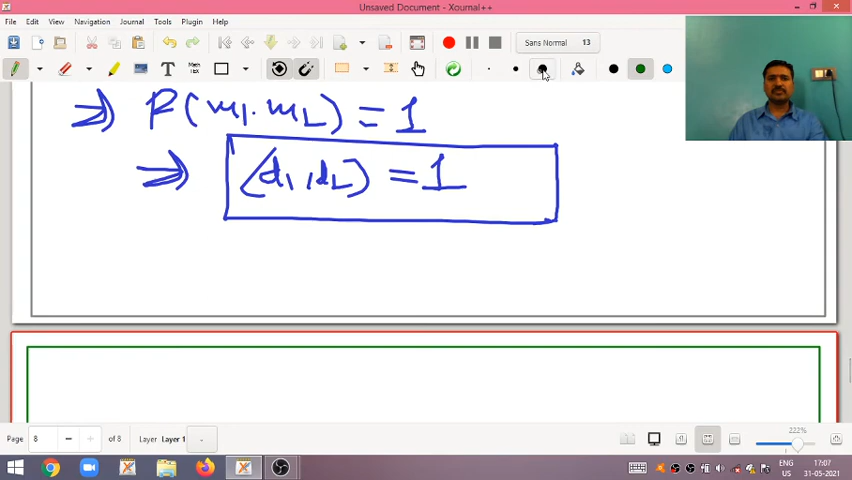 Unsaved Document - Xournal++
File Edit View Navigation Journal Tools Plugin Help
Sans Normal 13
⇒ R(m1.m2) = 1
⇒ (d1,d2) = 1
222%
Page 8 of 8 Layer Layer 1
ENG 17:07
US 31-05-2021